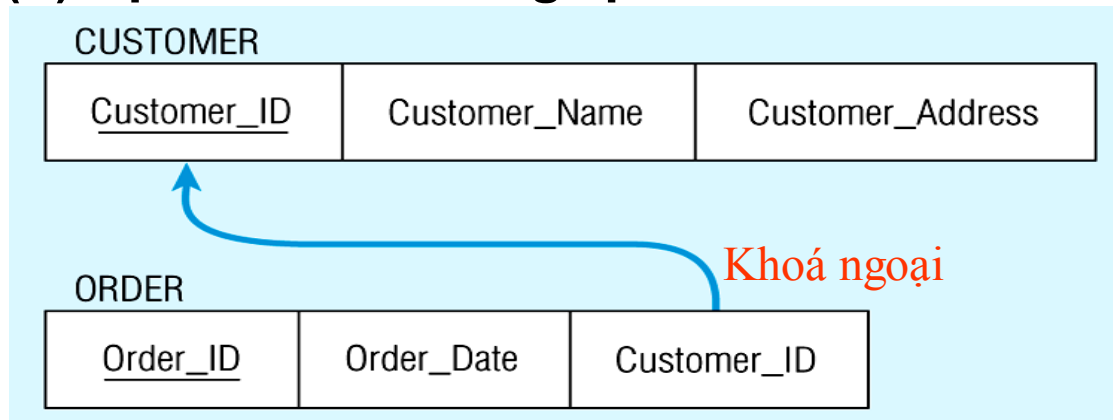 CUSTOMER
Customer_ID Customer_Name Customer_Address
Khoá ngoại
ORDER
Order_ID Order_Date Customer_ID